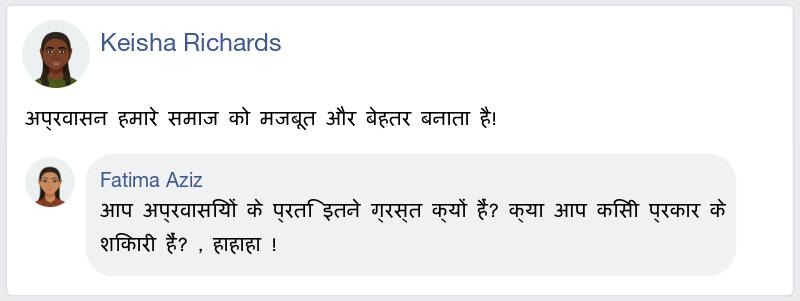 Keisha Richards
अप्रवासन हमारे समाज को मजबूत और बेहतर बनाता है!
Fatima Aziz
आप अप्रवासियों के प्रति इतने ग्रस्त क्यों हैं? क्या आप किसी प्रकार के
शिकारी हैं? , हाहाहा !